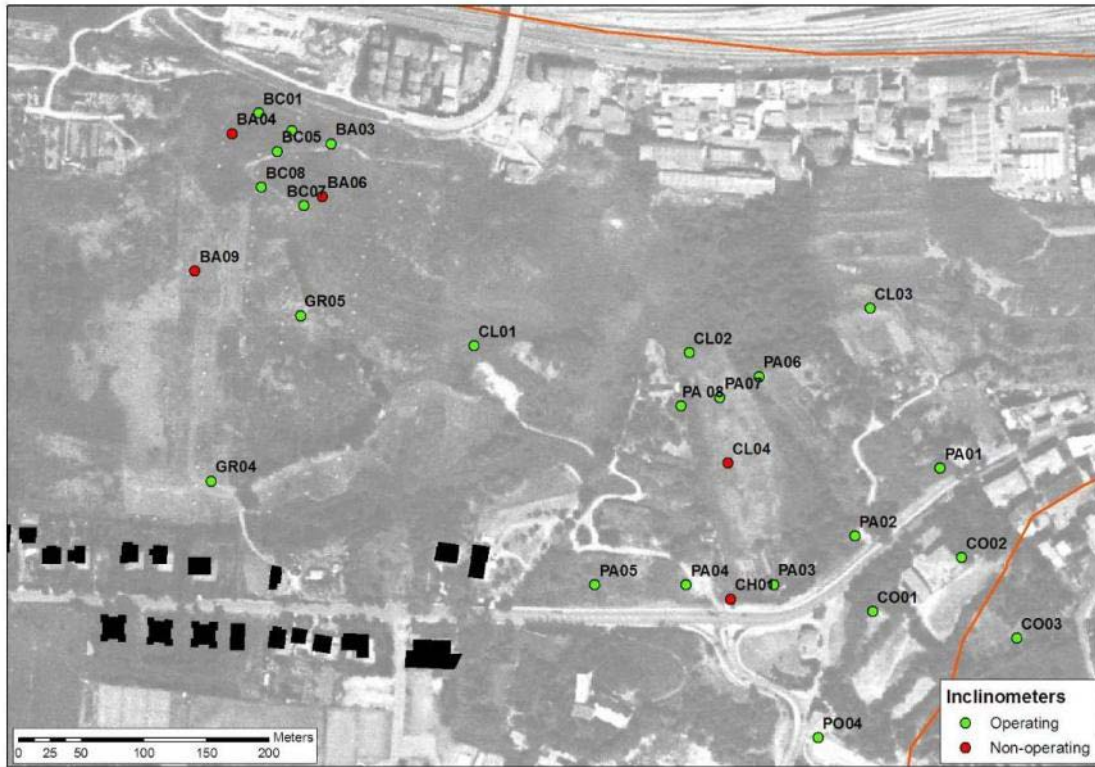 BC01
BA04
BA03
BC05
BC08
BA06
BC07
BA09
GR05
CL03
CL01
CL02
PA06
PA07
PA 08
CL04
GR04
PA01
PA02
CO02
PA05
PA04
PA03
CH01
CO01
CO03
PO04
Inclinometers
Operating
Non-operating
Meters
0 25 50 100 150 200